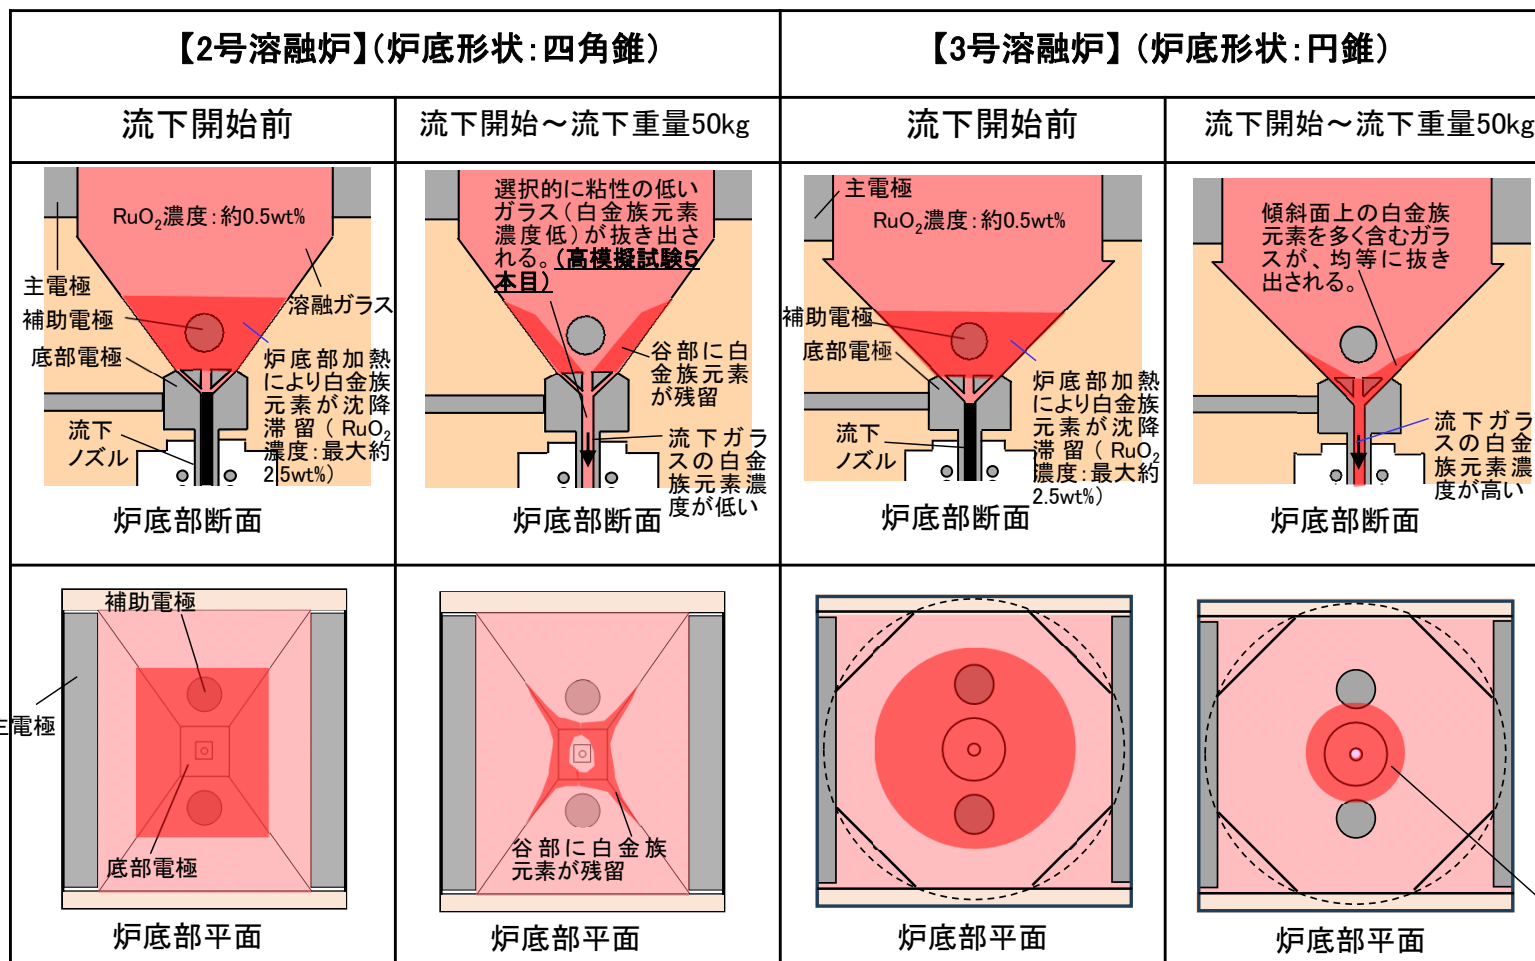 【2号溶融炉】(炉底形状:四角錐)
【3号溶融炉】(炉底形状:円錐)
流下開始前
流下開始~流下重量50kg
流下開始前
流下開始~流下重量50kg
RuO₂濃度:約0.5wt%
主電極
補助電極
底部電極
流下
ノズル
溶融ガラス
炉底部加熱
により白金族
元素が沈降
滞留(RuO₂
濃度:最大約
2.5wt%)
炉底部断面
選択的に粘性の低い
ガラス(白金族元素
濃度低)が抜き出さ
れる。(高模擬試験5
本目)
谷部に白
金族元素
が残留
流下ガラ
スの白金
族元素濃
度が低い
炉底部断面
主電極
RuO₂濃度:約0.5wt%
補助電極
底部電極
流下
ノズル
炉底部加熱
により白金族
元素が沈降
滞留(RuO₂
濃度:最大約
2.5wt%)
炉底部断面
傾斜面上の白金族
元素を多く含むガラ
スが、均等に抜き
出される。
流下ガラ
スの白金
族元素濃
度が高い
炉底部断面
補助電極
主電極
底部電極
炉底部平面
谷部に白金族
元素が残留
炉底部平面
炉底部平面
炉底部平面